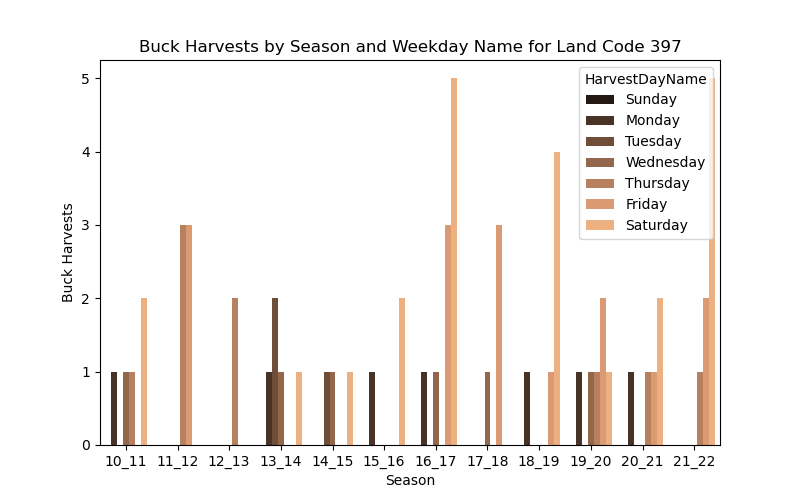 Buck Harvests by Season and Weekday Name for Land Code 397
HarvestDayName
Sunday
Monday
Tuesday
Wednesday
Thursday
Friday
Saturday
5
4
3
2
1
0
Buck Harvests
10_11 11_12 12_13 13_14 14_15 15_16 16_17 17_18 18_19 19_20 20_21 21_22
Season